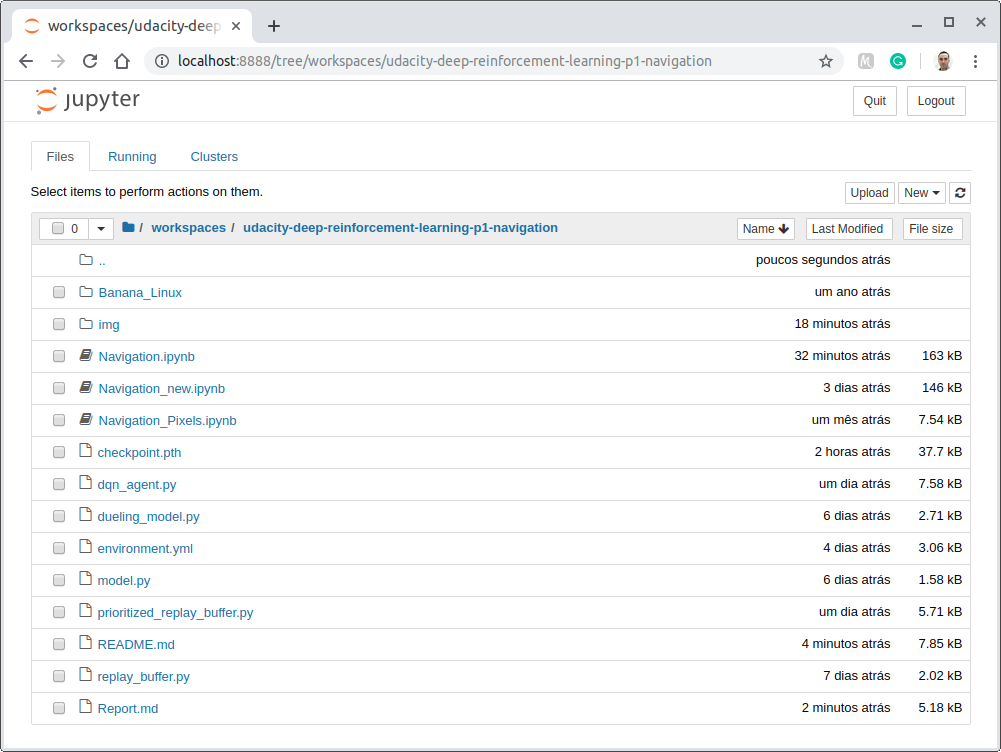 workspaces/udacity-deep
localhost:8888/tree/workspaces/udacity-deep-reinforcement-learning-p1-navigation
jupyter
Quit Logout
Files Running Clusters
Select items to perform actions on them.
Upload New
0 / workspaces / udacity-deep-reinforcement-learning-p1-navigation Name Last Modified File size
.. poucos segundos atrás
Banana_Linux um ano atrás
img 18 minutos atrás
Navigation.ipynb 32 minutos atrás 163 kB
Navigation_new.ipynb 3 dias atrás 146 kB
Navigation_Pixels.ipynb um mês atrás 7.54 kB
checkpoint.pth 2 horas atrás 37.7 kB
dqn_agent.py um dia atrás 7.58 kB
dueling_model.py 6 dias atrás 2.71 kB
environment.yml 4 dias atrás 3.06 kB
model.py 6 dias atrás 1.58 kB
prioritized_replay_buffer.py um dia atrás 5.71 kB
README.md 4 minutos atrás 7.85 kB
replay_buffer.py 7 dias atrás 2.02 kB
Report.md 2 minutos atrás 5.18 kB